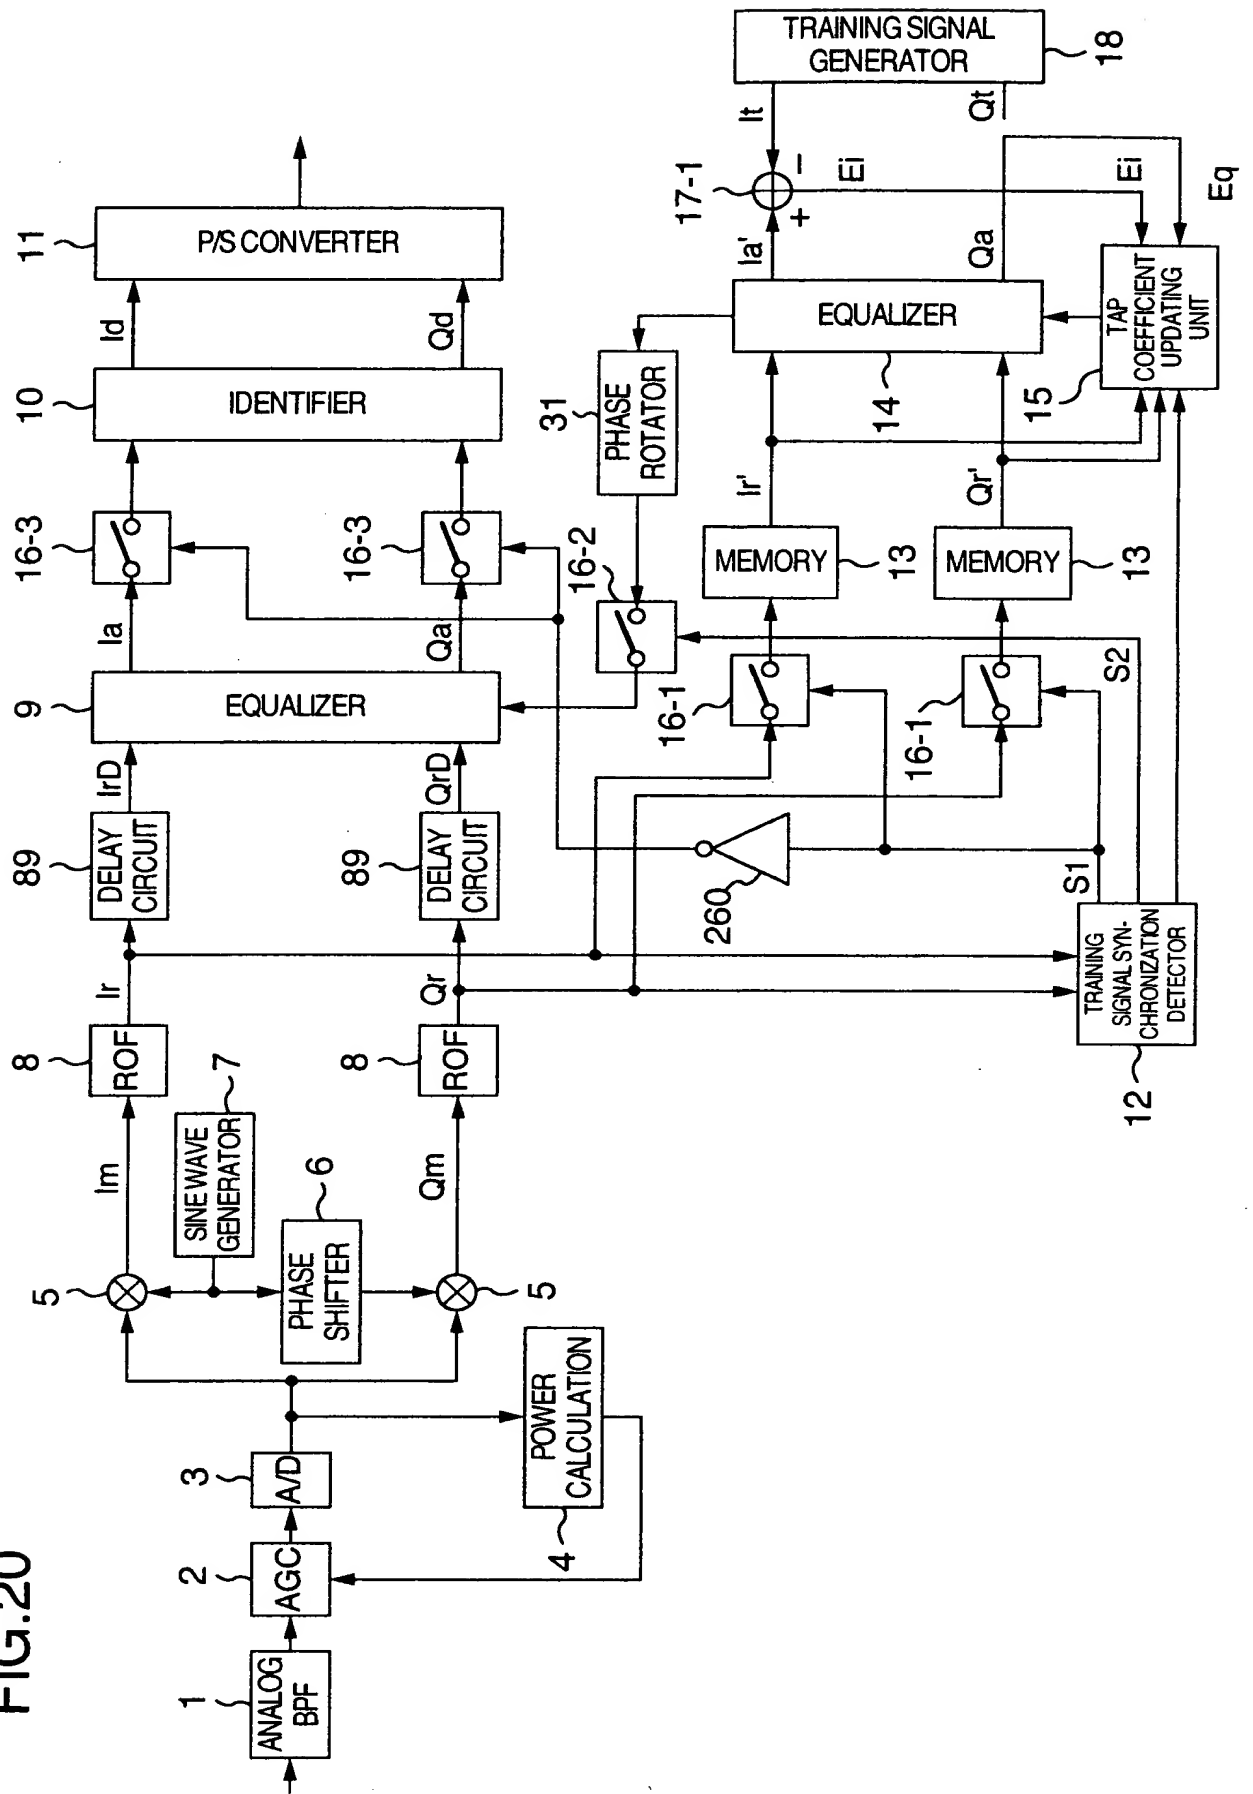 FIG.20
1
ANALOG
BPF
2
AGC
3
A/D
4
POWER
CALCULATION
5
5
6
PHASE
SHIFTER
7
SINE WAVE
GENERATOR
Im
Qm
8
ROF
8
ROF
Ir
Qr
89
DELAY
CIRCUIT
89
DELAY
CIRCUIT
IrD
QrD
9
EQUALIZER
Ia
Qa
16-3
16-3
10
IDENTIFIER
Id
Qd
11
P/S CONVERTER
12
TRAINING
SIGNAL SYN-
CHRONIZATION
DETECTOR
S1
S2
260
16-1
16-1
16-2
13
MEMORY
13
MEMORY
31
PHASE
ROTATOR
Ir'
Qr'
14
EQUALIZER
15
TAP
COEFFICIENT
UPDATING
UNIT
Ia'
Qa
17-1
+
−
Ei
Ei
Eq
It
Qt
18
TRAINING SIGNAL
GENERATOR